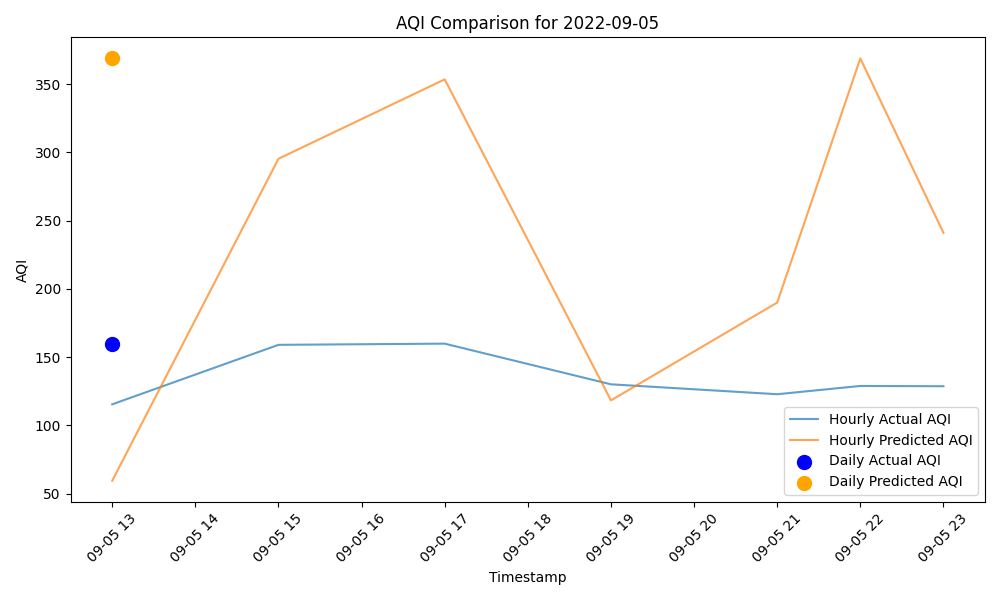 AQI Comparison for 2022-09-05
AQI
350
300
250
200
150
100
50
Hourly Actual AQI
Hourly Predicted AQI
Daily Actual AQI
Daily Predicted AQI
09-05 13
09-05 14
09-05 15
09-05 16
09-05 17
09-05 18
09-05 19
09-05 20
09-05 21
09-05 22
09-05 23
Timestamp